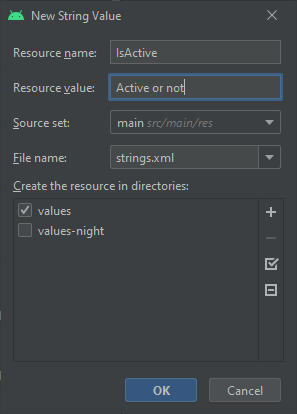 New String Value
Resource name: IsActive
Resource value: Active or not
Source set: main src/main/res
File name: strings.xml
Create the resource in directories:
values
values-night
OK Cancel